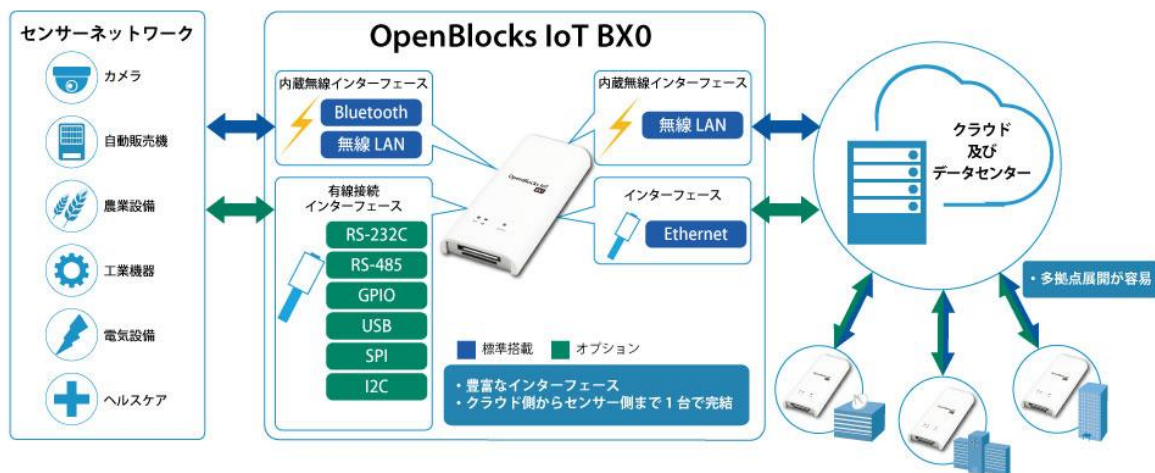 センサーネットワーク
カメラ
自動販売機
農業設備
工業機器
電気設備
ヘルスケア
OpenBlocks IoT BX0
内蔵無線インターフェース
Bluetooth
無線 LAN
有線接続
インターフェース
RS-232C
RS-485
GPIO
USB
SPI
I2C
OpenBlocks IoT
内蔵無線インターフェース
無線 LAN
インターフェース
Ethernet
標準搭載
オプション
・豊富なインターフェース
・クラウド側からセンサー側まで 1 台で完結
クラウド
及び
データセンター
・多拠点展開が容易